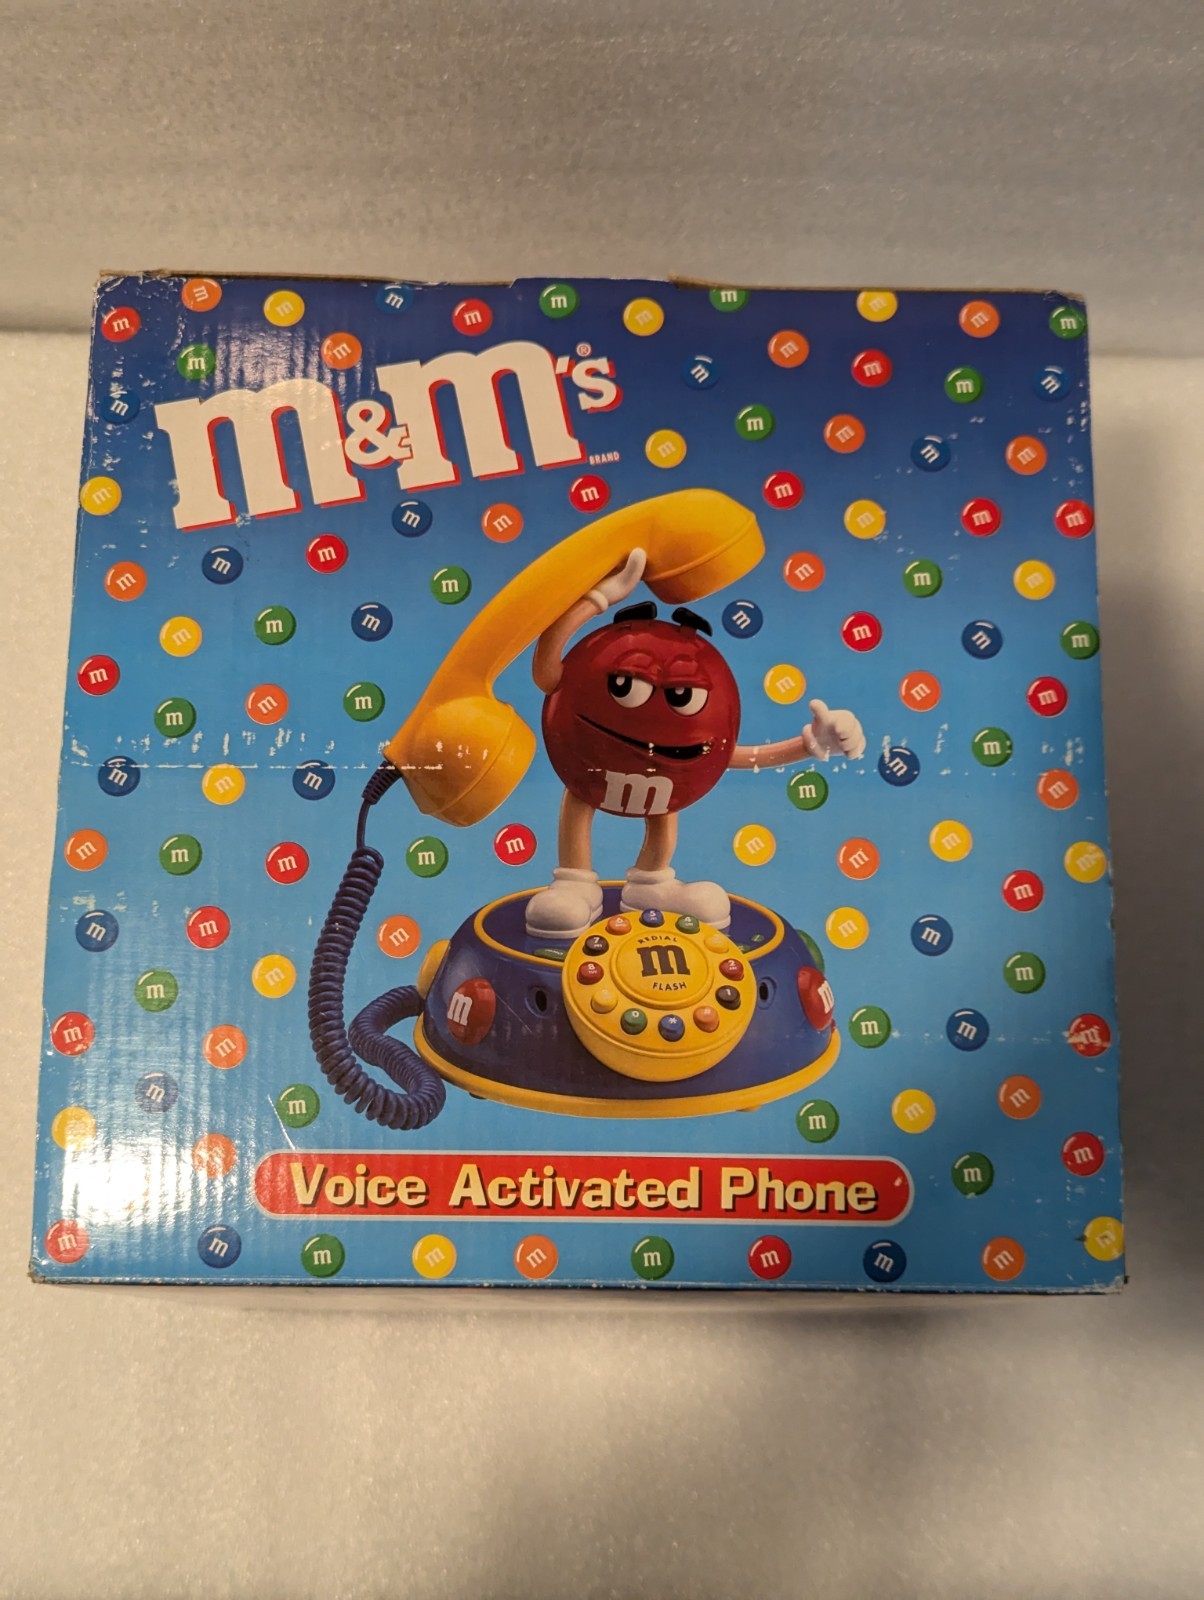 m&m's®
BRAND
m
REDIAL
m
FLASH
Voice Activated Phone